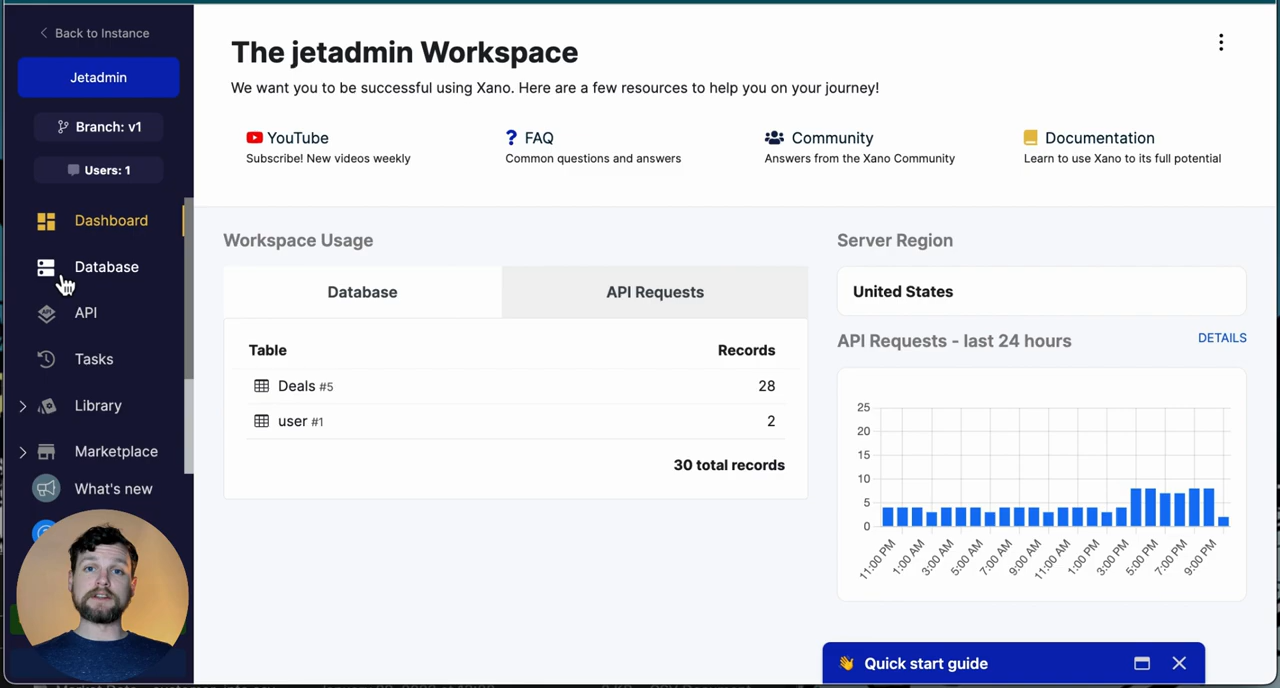 Back to Instance
Jetadmin
Branch: v1
Users: 1
Dashboard
Database
API
Tasks
Library
Marketplace
What's new
The jetadmin Workspace
We want you to be successful using Xano. Here are a few resources to help you on your journey!
YouTube
Subscribe! New videos weekly
? FAQ
Common questions and answers
Community
Answers from the Xano Community
Documentation
Learn to use Xano to its full potential
Workspace Usage
Database API Requests
Table Records
Deals #5 28
user #1 2
30 total records
Server Region
United States
API Requests - last 24 hours DETAILS
25
20
15
10
5
0
11:00 PM 1:00 AM 3:00 AM 5:00 AM 7:00 AM 9:00 AM 11:00 AM 1:00 PM 3:00 PM 5:00 PM 7:00 PM 9:00 PM
Quick start guide